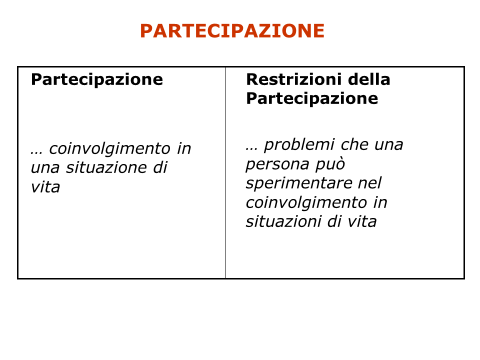 PARTECIPAZIONE
Partecipazione
… coinvolgimento in
una situazione di
vita
Restrizioni della
Partecipazione
… problemi che una
persona può
sperimentare nel
coinvolgimento in
situazioni di vita